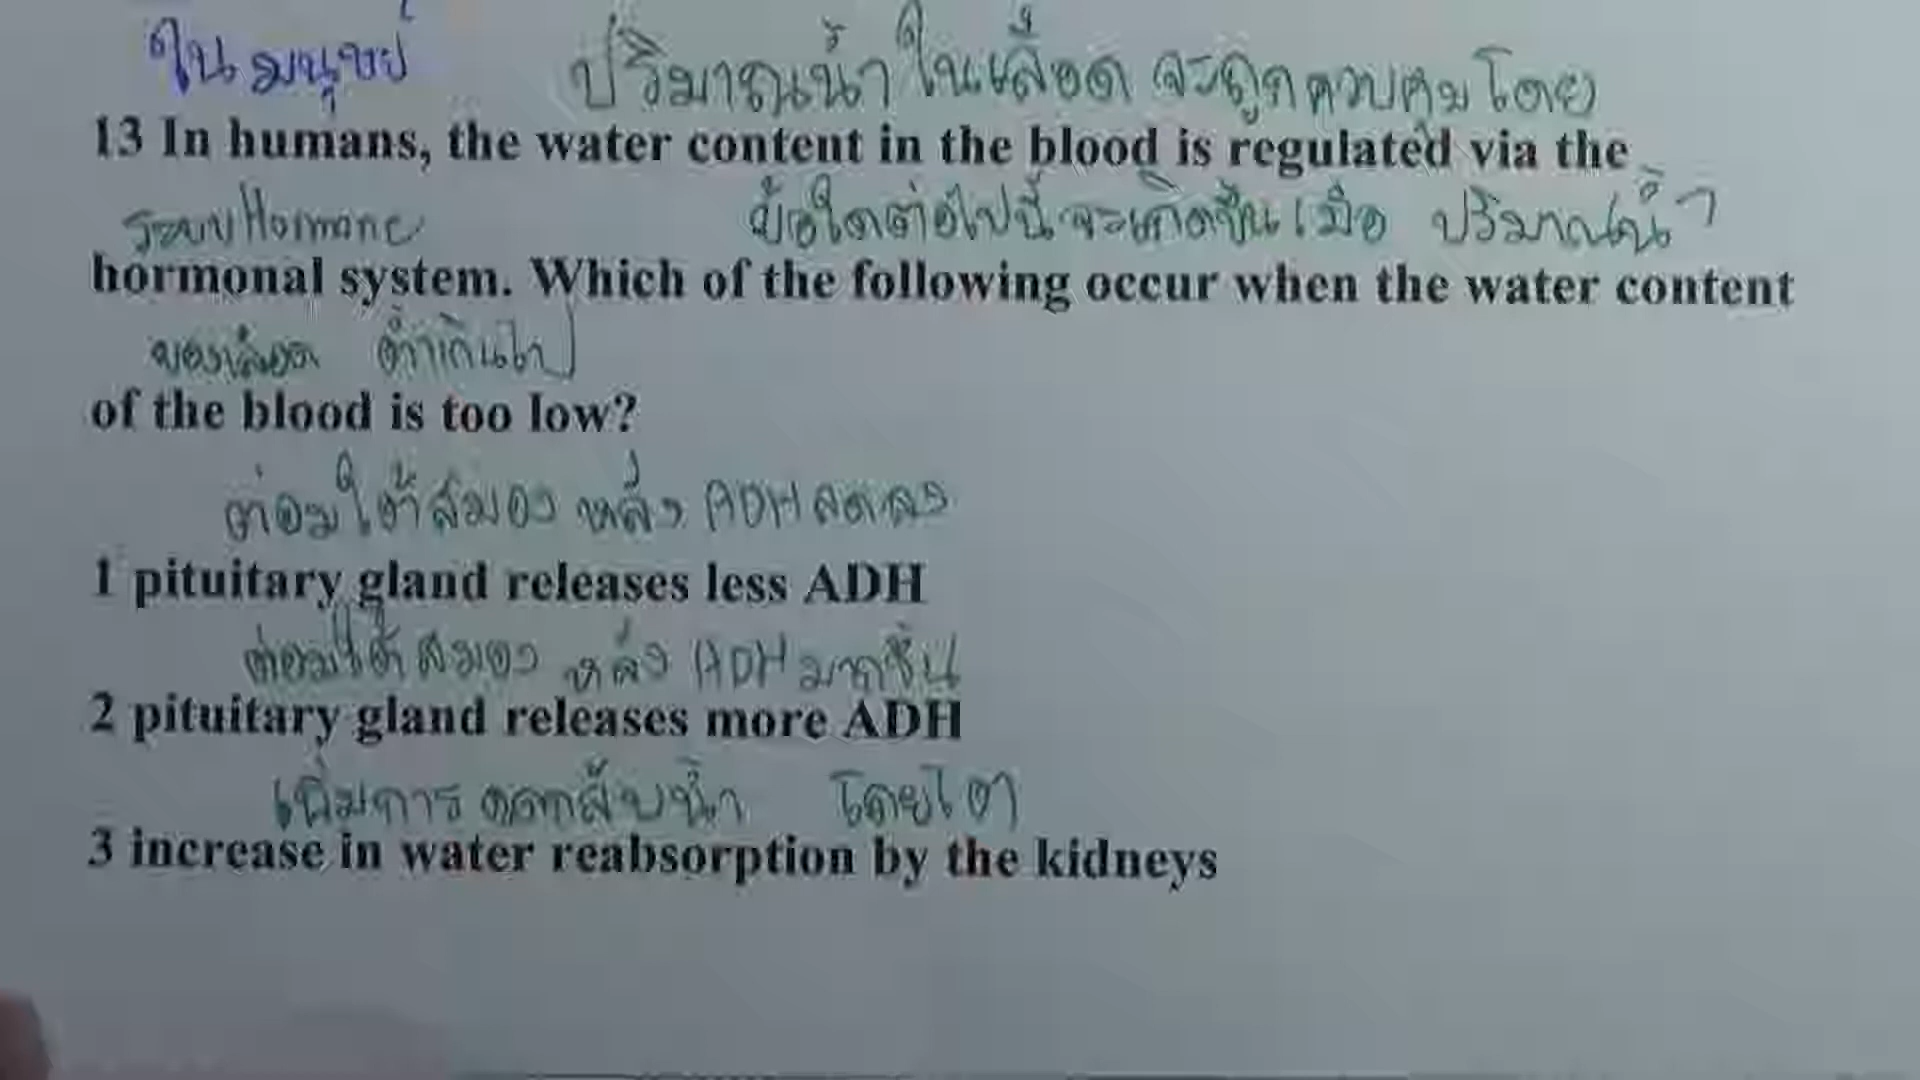 ในมนุษย์ ปริมาณน้ำในเลือด จะถูกควบคุมโดย
13 In humans, the water content in the blood is regulated via the
ระบบ Hormone ข้อใดต่อไปนี้จะเกิดขึ้น เมื่อ ปริมาณน้ำ
hormonal system. Which of the following occur when the water content
ของเลือด ต่ำเกินไป
of the blood is too low?
ต่อมใต้สมอง หลั่ง ADH ลดลง
1 pituitary gland releases less ADH
ต่อมใต้สมอง หลั่ง ADH มากขึ้น
2 pituitary gland releases more ADH
เพิ่มการ ดูดกลับน้ำ โดยไต
3 increase in water reabsorption by the kidneys